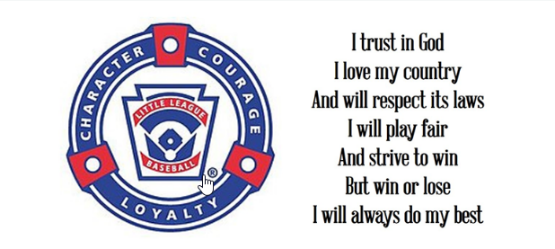 CHARACTER
COURAGE
LITTLE LEAGUE
BASEBALL
®
LOYALTY
I trust in God
I love my country
And will respect its laws
I will play fair
And strive to win
But win or lose
I will always do my best